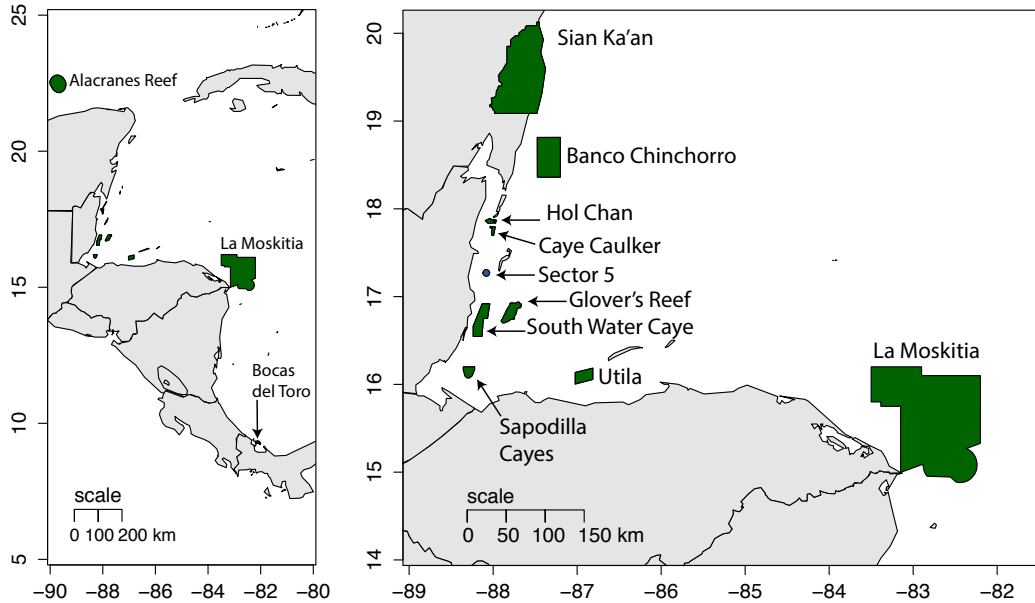 25
20
15
10
5
−90 −88 −86 −84 −82 −80
Alacranes Reef
La Moskitia
Bocas
del Toro
scale
0 100 200 km
20
19
18
17
16
15
14
−89 −88 −87 −86 −85 −84 −83 −82
Sian Ka'an
Banco Chinchorro
Hol Chan
Caye Caulker
Sector 5
Glover's Reef
South Water Caye
La Moskitia
Utila
Sapodilla
Cayes
scale
0 50 100 150 km